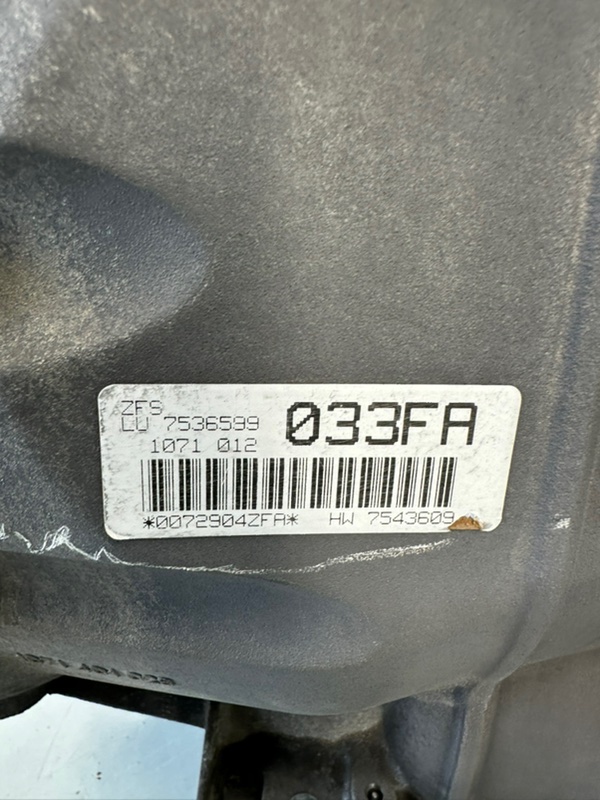 ZFS
LU 7536599
033FA
1071 012
*0072904ZFA* HW 7543609